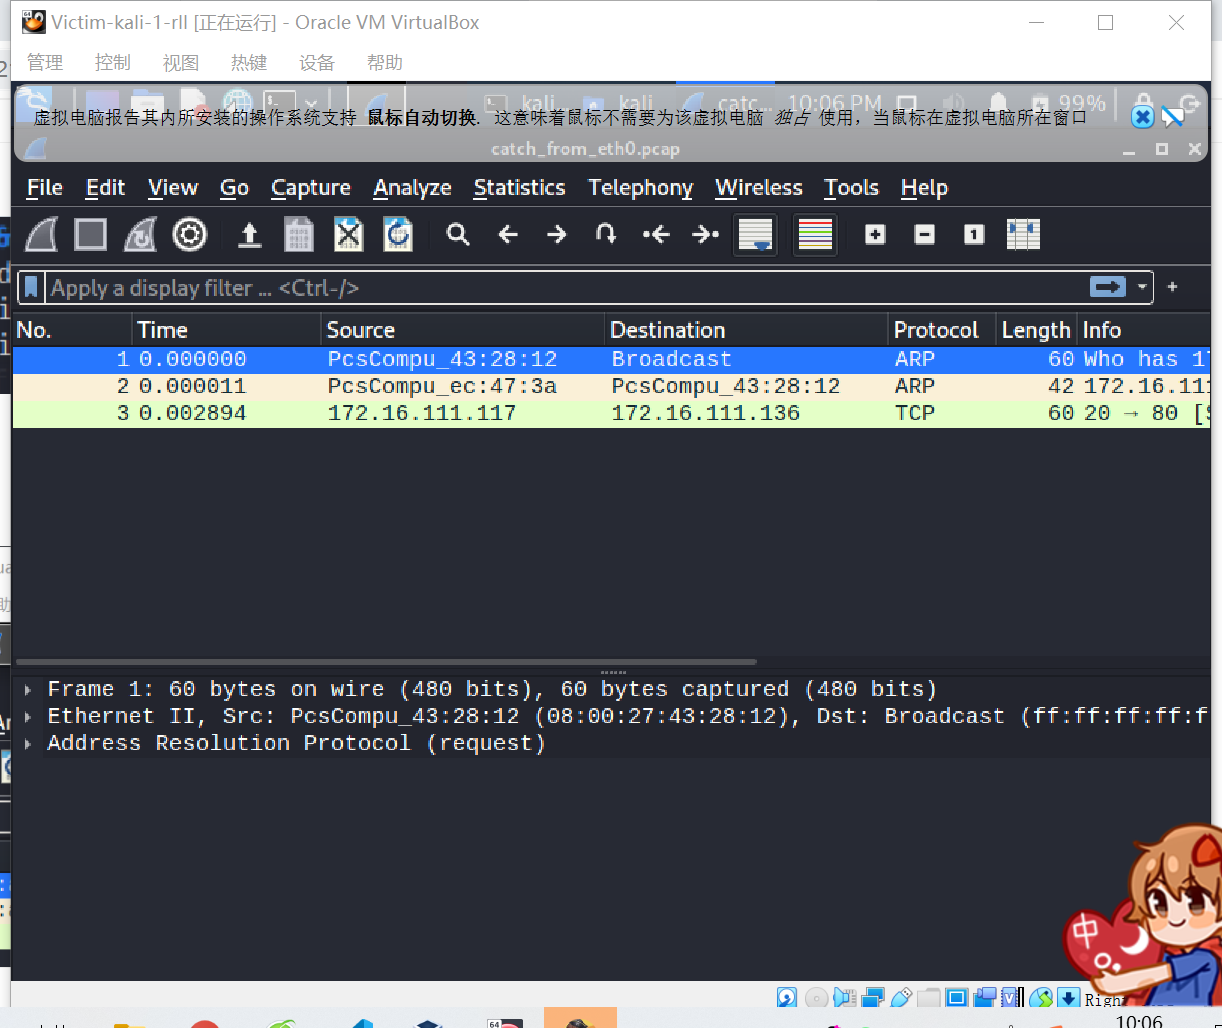 Victim-kali-1-rll [正在运行] - Oracle VM VirtualBox
管理 控制 视图 热键 设备 帮助
kali kali catc... 10:06 PM 99%
虚拟电脑报告其内所安装的操作系统支持 鼠标自动切换. 这意味着鼠标不需要为该虚拟电脑 独占 使用，当鼠标在虚拟电脑所在窗口
catch_from_eth0.pcap
File Edit View Go Capture Analyze Statistics Telephony Wireless Tools Help
Apply a display filter ... <Ctrl-/>
No. Time Source Destination Protocol Length Info
1 0.000000 PcsCompu_43:28:12 Broadcast ARP 60 Who has 17
2 0.000011 PcsCompu_ec:47:3a PcsCompu_43:28:12 ARP 42 172.16.111
3 0.002894 172.16.111.117 172.16.111.136 TCP 60 20 → 80 [S
Frame 1: 60 bytes on wire (480 bits), 60 bytes captured (480 bits)
Ethernet II, Src: PcsCompu_43:28:12 (08:00:27:43:28:12), Dst: Broadcast (ff:ff:ff:ff:f
Address Resolution Protocol (request)
中
Right
10:06